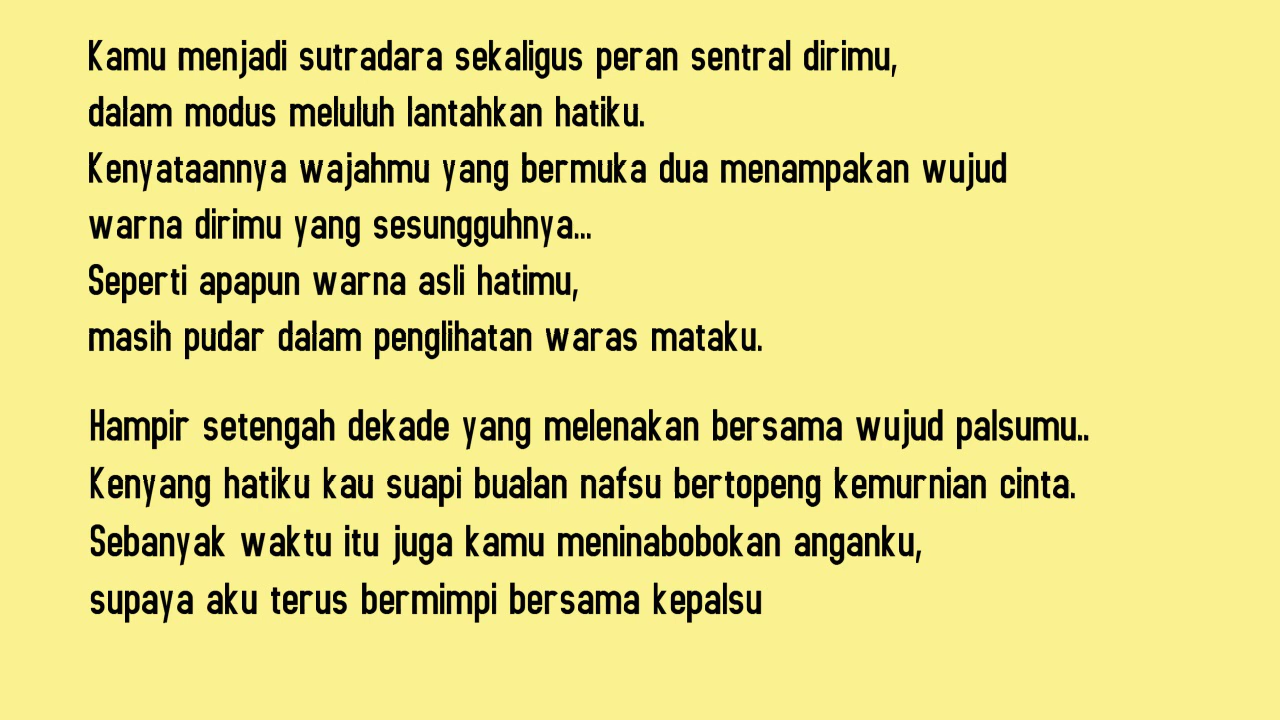 Kamu menjadi sutradara sekaligus peran sentral dirimu,
dalam modus meluluh lantahkan hatiku.
Kenyataannya wajahmu yang bermuka dua menampakan wujud
warna dirimu yang sesungguhnya...
Seperti apapun warna asli hatimu,
masih pudar dalam penglihatan waras mataku.
Hampir setengah dekade yang melenakan bersama wujud palsumu..
Kenyang hatiku kau suapi bualan nafsu bertopeng kemurnian cinta.
Sebanyak waktu itu juga kamu meninabobokan anganku,
supaya aku terus bermimpi bersama kepalsu